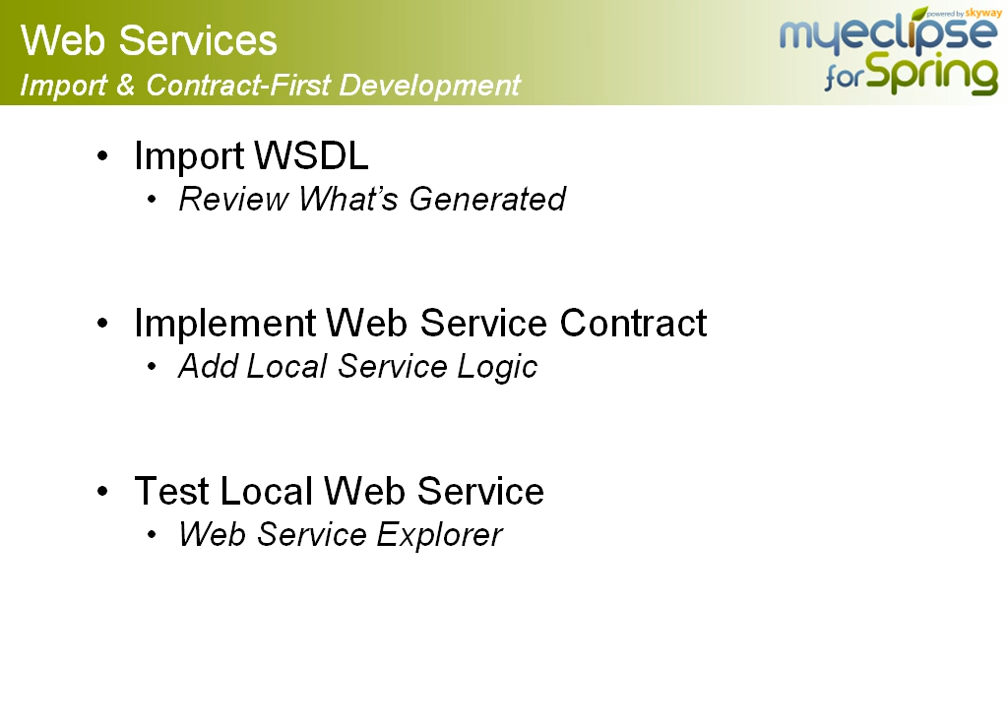 Web Services
Import & Contract-First Development
powered by skyway
myeclipse
for Spring
• Import WSDL
• Review What's Generated
• Implement Web Service Contract
• Add Local Service Logic
• Test Local Web Service
• Web Service Explorer